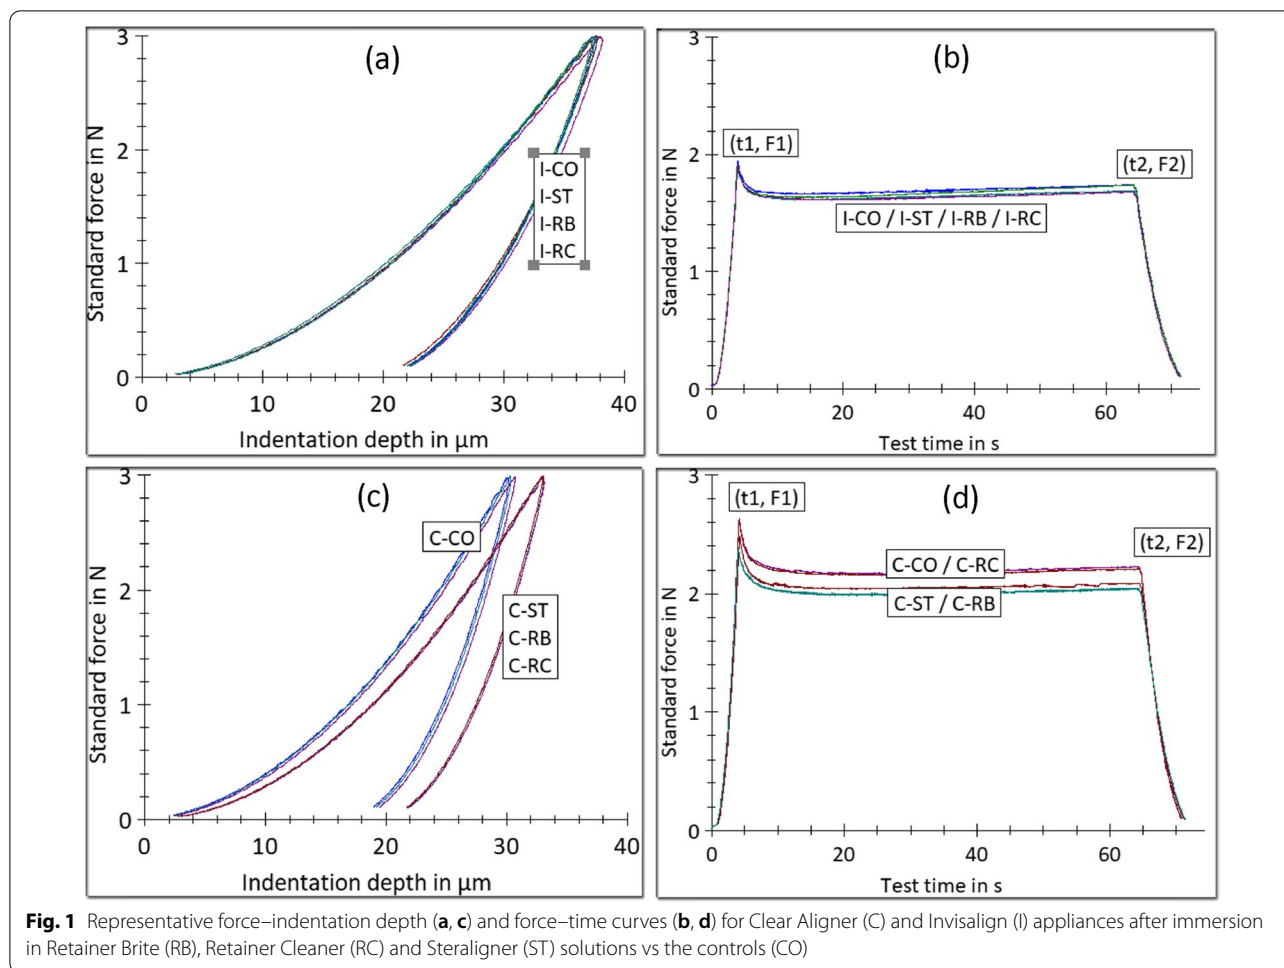 (a)
Standard force in N
3
2
1
0
0 10 20 30 40
Indentation depth in µm
I-CO
I-ST
I-RB
I-RC
(b)
Standard force in N
3
2
1
0
0 20 40 60
Test time in s
(t1, F1)
(t2, F2)
I-CO / I-ST / I-RB / I-RC
(c)
Standard force in N
3
2
1
0
0 10 20 30 40
Indentation depth in µm
C-CO
C-ST
C-RB
C-RC
(d)
Standard force in N
3
2
1
0
0 20 40 60
Test time in s
(t1, F1)
(t2, F2)
C-CO / C-RC
C-ST / C-RB
Fig. 1 Representative force–indentation depth (a, c) and force–time curves (b, d) for Clear Aligner (C) and Invisalign (I) appliances after immersion
in Retainer Brite (RB), Retainer Cleaner (RC) and Steraligner (ST) solutions vs the controls (CO)